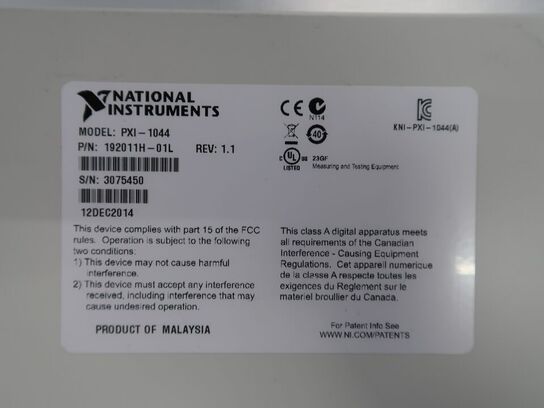 NATIONAL
INSTRUMENTS
MODEL: PXI-1044
P/N: 192011H-01L REV: 1.1
S/N: 3075450
12DEC2014
This device complies with part 15 of the FCC
rules. Operation is subject to the following
two conditions:
1) This device may not cause harmful
interference.
2) This device must accept any interference
received, including interference that may
cause undesired operation.
PRODUCT OF MALAYSIA
CE
N114
40
C UL US
LISTED
23GF
Measuring and Testing Equipment
KC
KNI-PXI-1044(A)
This class A digital apparatus meets
all requirements of the Canadian
Interference - Causing Equipment
Regulations. Cet appareil numerique
de la classe A respecte toutes les
exigences du Reglement sur le
materiel brouiller du Canada.
For Patent Info See
WWW.NI.COM/PATENTS